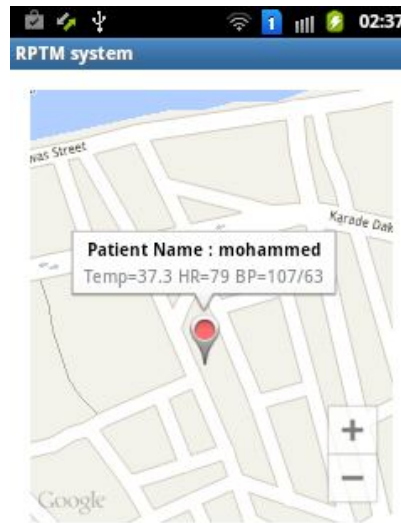 1
02:37
RPTM system
was Street
Karade Dak
Patient Name : mohammed
Temp=37.3 HR=79 BP=107/63
+
−
Google